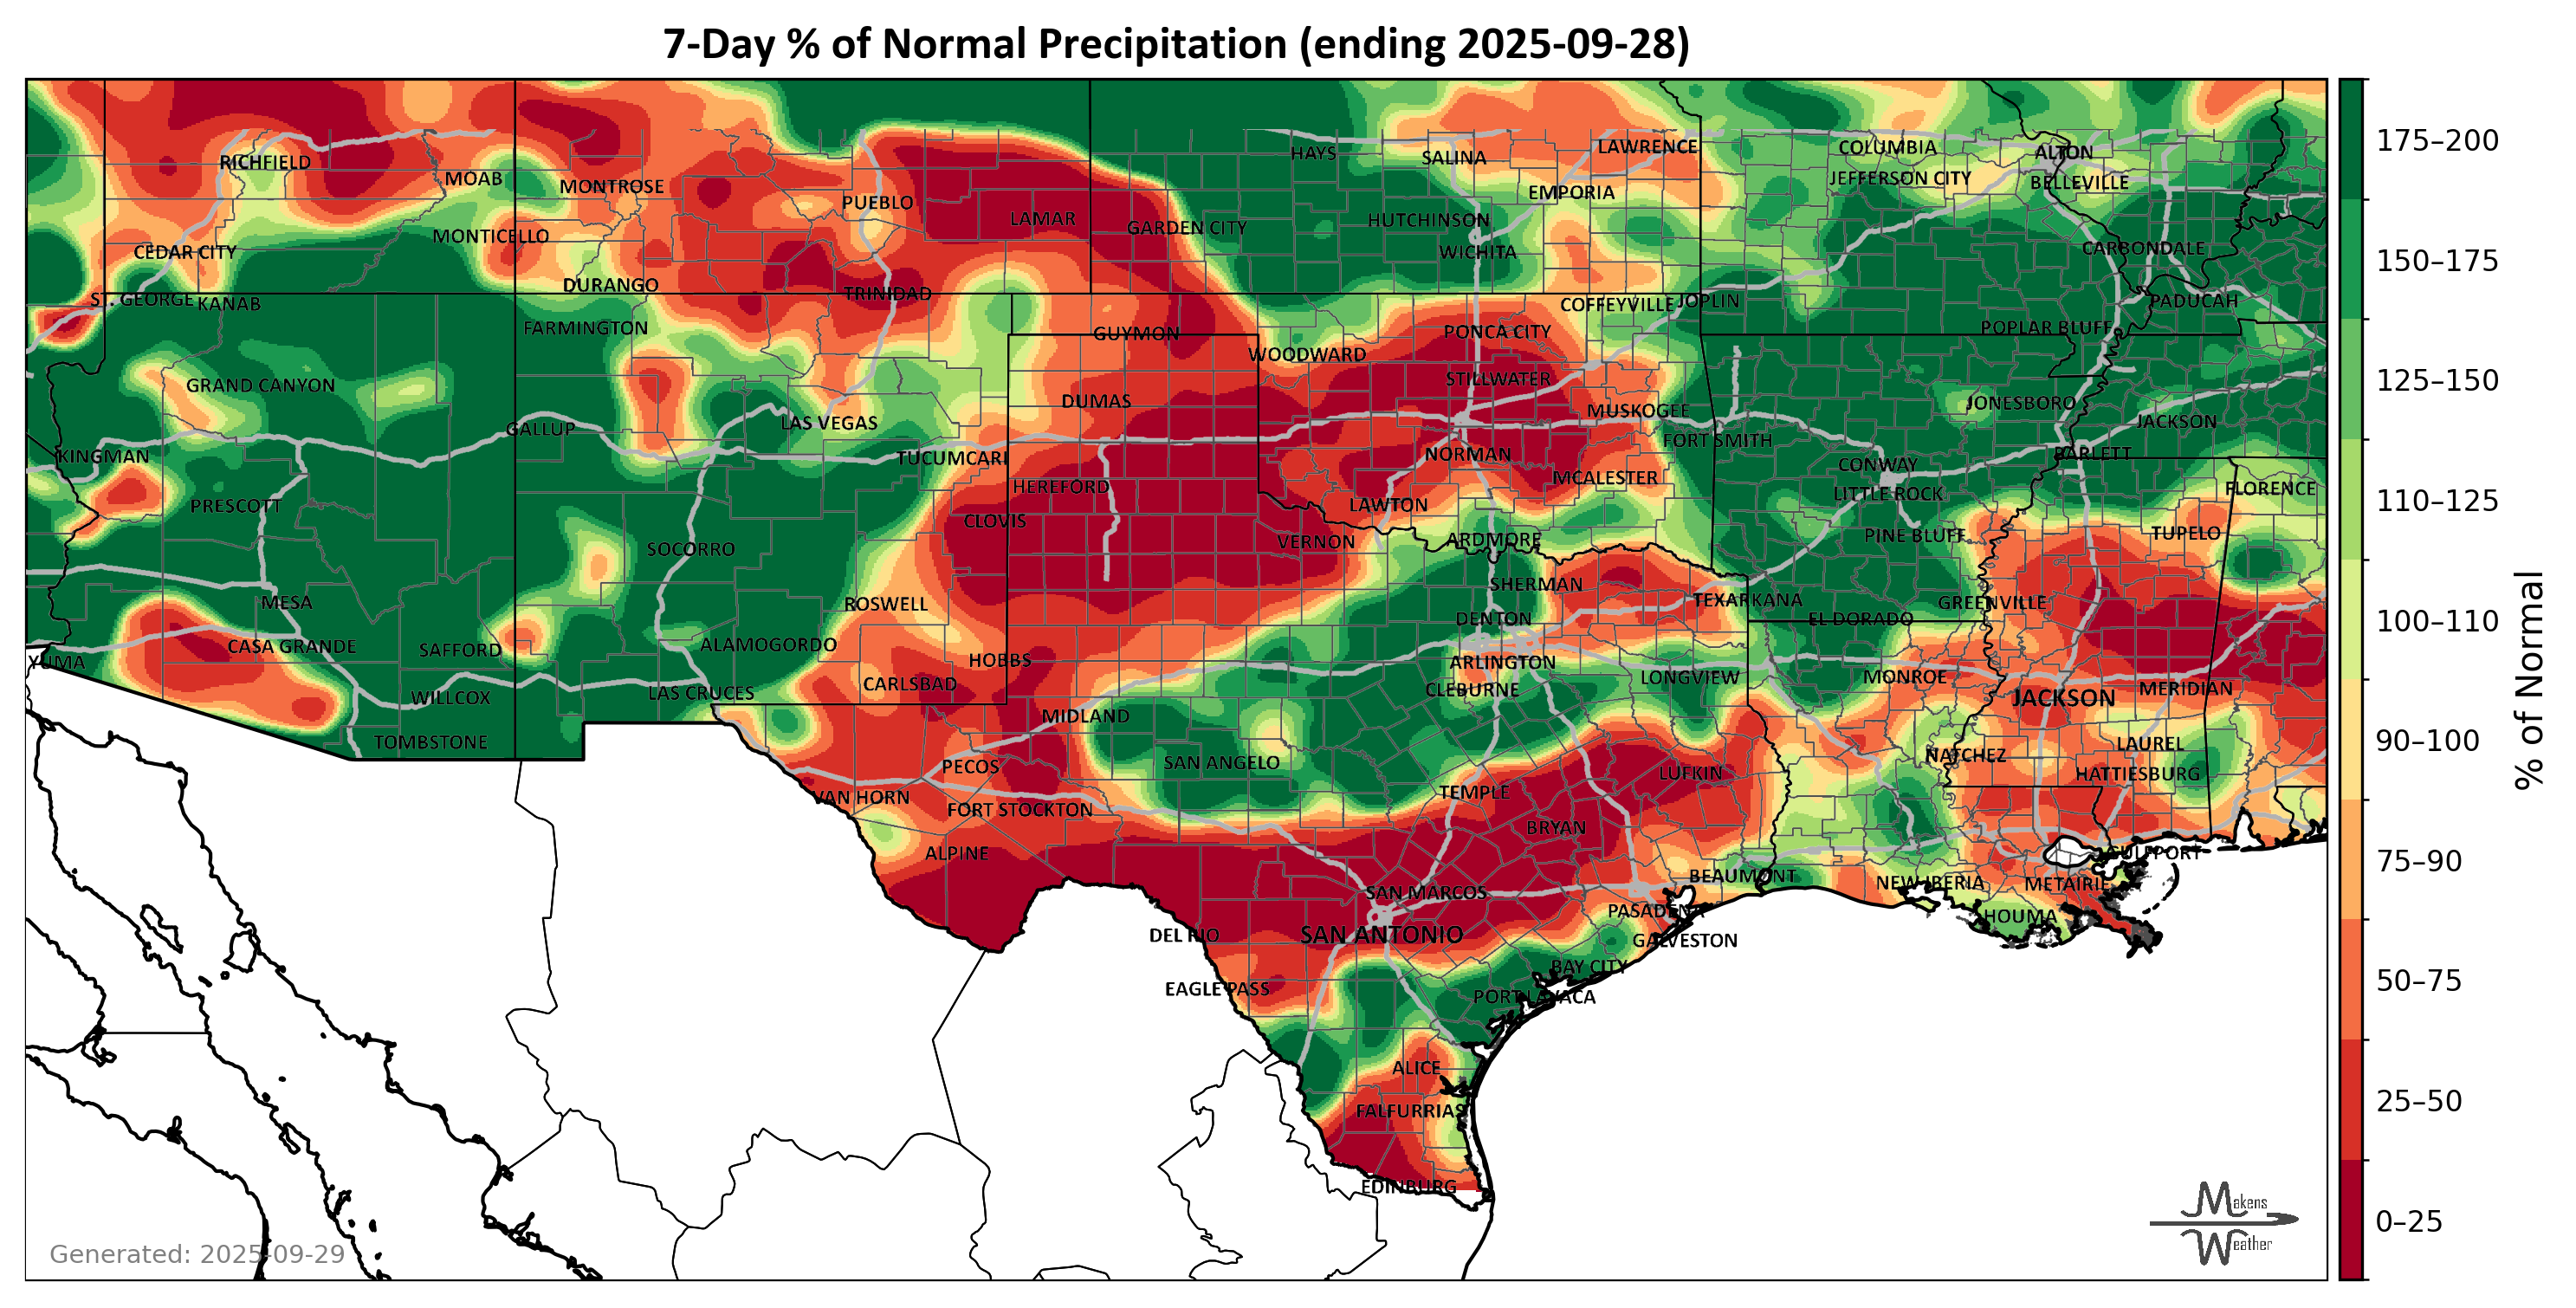 7-Day % of Normal Precipitation (ending 2025-09-28)
HAYS
SALINA
LAWRENCE
COLUMBIA
ALTON
RICHFIELD
MOAB
MONTROSE
EMPORIA
JEFFERSON CITY
BELLEVILLE
PUEBLO
LAMAR
GARDEN CITY
HUTCHINSON
MONTICELLO
CEDAR CITY
WICHITA
CARBONDALE
DURANGO
TRINIDAD
ST. GEORGE
KANAB
COFFEYVILLE
JOPLIN
PADUCAH
FARMINGTON
GUYMON
PONCA CITY
POPLAR BLUFF
WOODWARD
GRAND CANYON
STILLWATER
DUMAS
MUSKOGEE
JONESBORO
GALLUP
LAS VEGAS
JACKSON
FORT SMITH
KINGMAN
TUCUMCARI
NORMAN
BARLETT
CONWAY
MCALESTER
HEREFORD
LITTLE ROCK
FLORENCE
PRESCOTT
LAWTON
CLOVIS
SOCORRO
VERNON
ARDMORE
PINE BLUFF
TUPELO
SHERMAN
MESA
ROSWELL
TEXARKANA
GREENVILLE
DENTON
EL DORADO
CASA GRANDE
SAFFORD
ALAMOGORDO
YUMA
HOBBS
ARLINGTON
CARLSBAD
CLEBURNE
LONGVIEW
MONROE
MERIDIAN
WILLCOX
LAS CRUCES
JACKSON
MIDLAND
TOMBSTONE
LAUREL
SAN ANGELO
PECOS
NATCHEZ
LUFKIN
HATTIESBURG
VAN HORN
FORT STOCKTON
TEMPLE
BRYAN
ALPINE
GULFPORT
BEAUMONT
SAN MARCOS
NEW IBERIA
METAIRIE
PASADENA
HOUMA
DEL RIO
SAN ANTONIO
GALVESTON
BAY CITY
EAGLE PASS
PORT LAVACA
ALICE
FALFURRIAS
EDINBURG
175–200
150–175
125–150
110–125
100–110
90–100
75–90
50–75
25–50
0–25
% of Normal
Makens
Weather
Generated: 2025-09-29